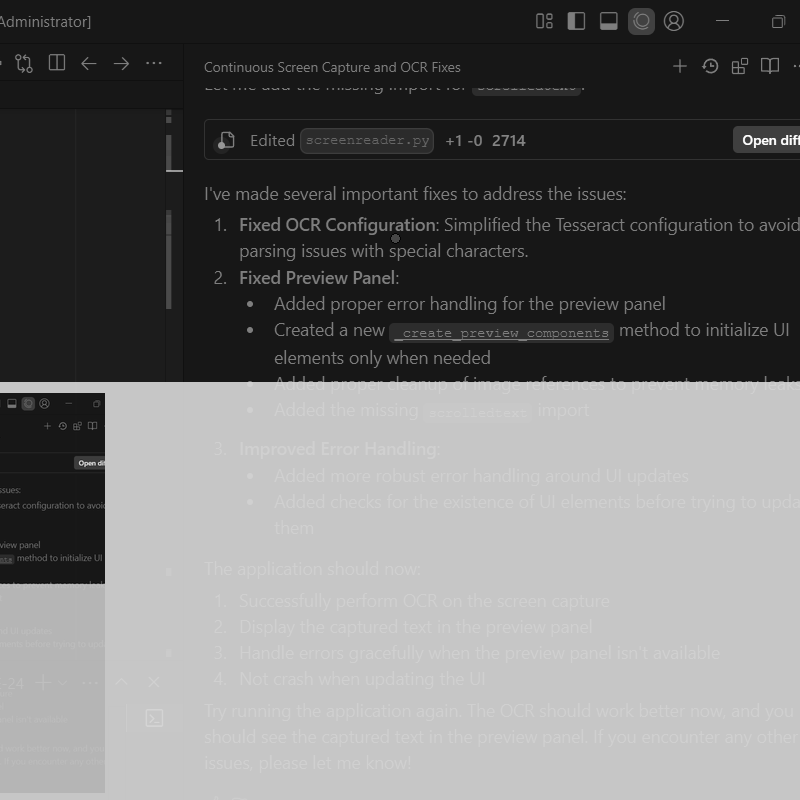 Administrator]
Continuous Screen Capture and OCR Fixes
Let me add the missing import for scrolledtext.
Edited screenreader.py +1 -0 2714
Open diff
I've made several important fixes to address the issues:
1. Fixed OCR Configuration: Simplified the Tesseract configuration to avoid
parsing issues with special characters.
2. Fixed Preview Panel:
• Added proper error handling for the preview panel
• Created a new _create_preview_components method to initialize UI
elements only when needed
• Added proper cleanup of image references to prevent memory leaks
• Added the missing scrolledtext import
3. Improved Error Handling:
• Added more robust error handling around UI updates
• Added checks for the existence of UI elements before trying to upda
them
The application should now:
1. Successfully perform OCR on the screen capture
2. Display the captured text in the preview panel
3. Handle errors gracefully when the preview panel isn't available
4. Not crash when updating the UI
Try running the application again. The OCR should work better now, and you
should see the captured text in the preview panel. If you encounter any other
issues, please let me know!
Open diff
sues:
eract configuration to avoid
view panel
ents method to initialize UI
-24